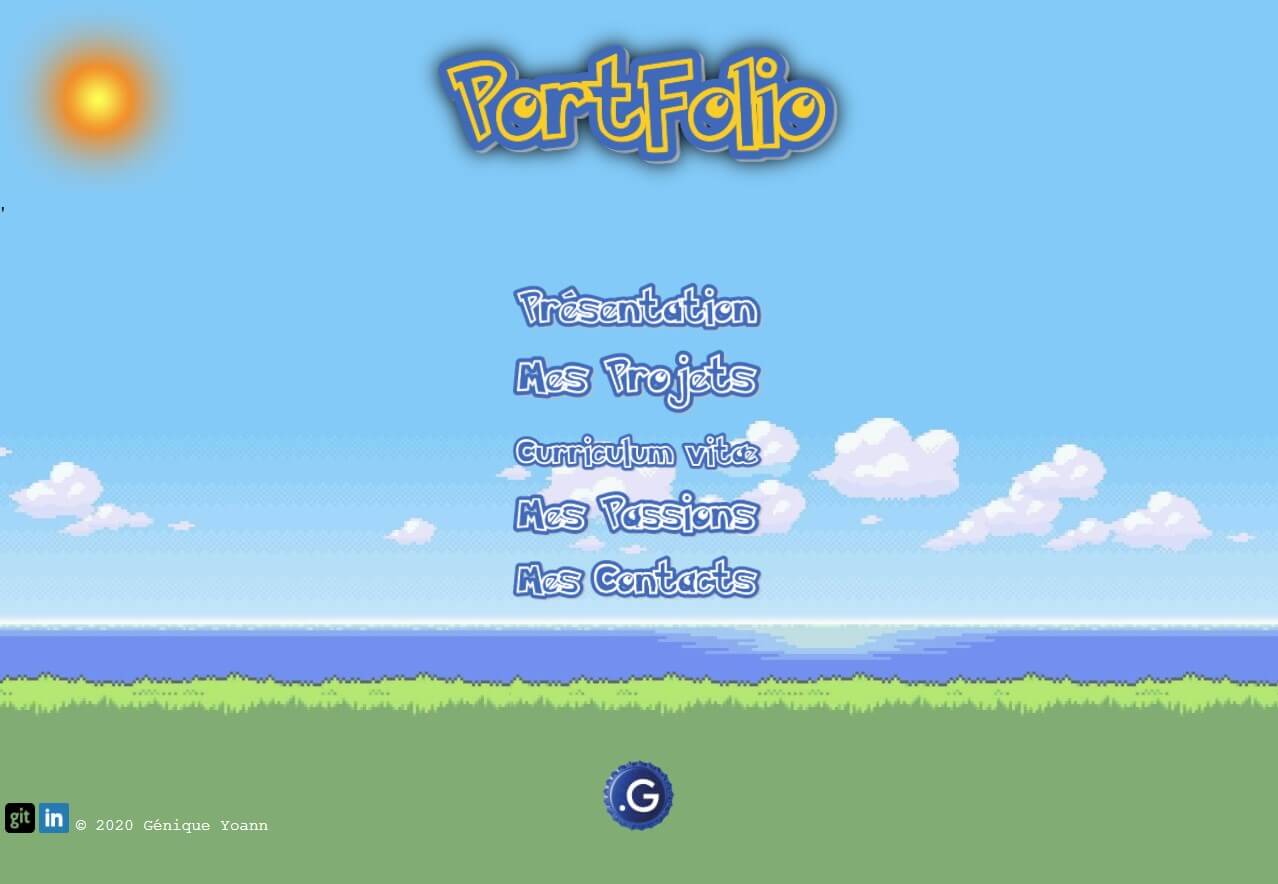 PortFolio
'
Présentation
Mes Projets
Curriculum vitæ
Mes Passions
Mes Contacts
.G
git in © 2020 Génique Yoann